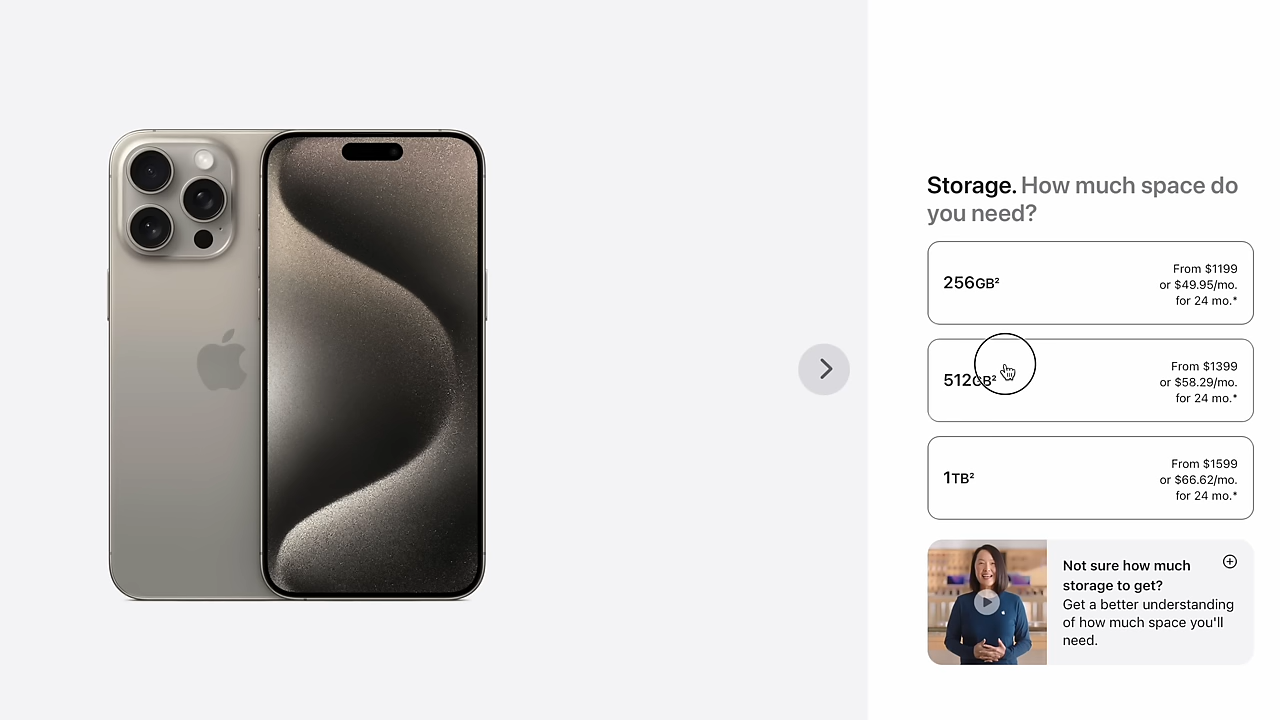 Storage. How much space do
you need?
256GB²
From $1199
or $49.95/mo.
for 24 mo.*
512GB²
From $1399
or $58.29/mo.
for 24 mo.*
1TB²
From $1599
or $66.62/mo.
for 24 mo.*
Not sure how much
storage to get?
Get a better understanding
of how much space you'll
need.